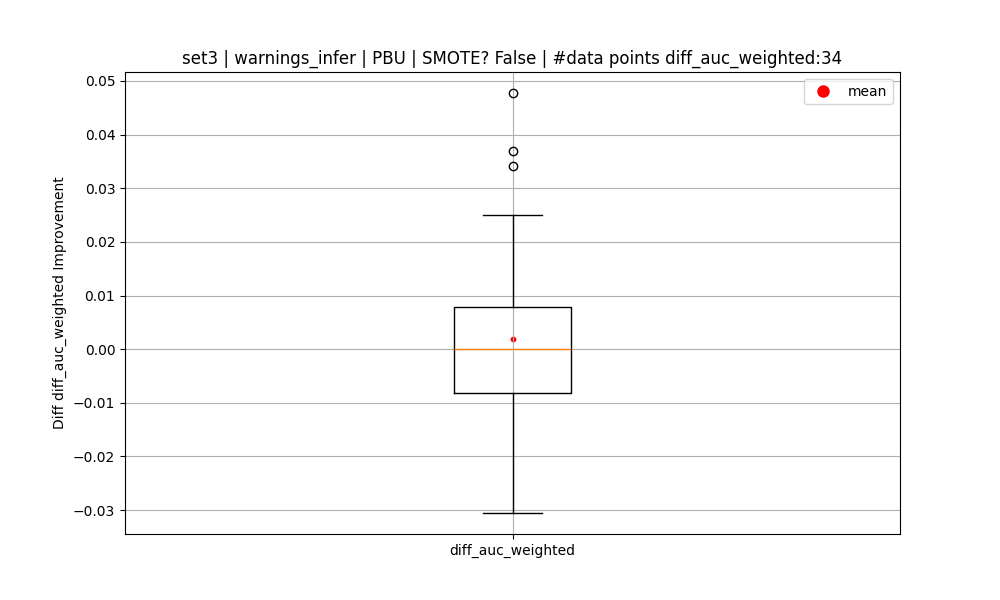 set3 | warnings_infer | PBU | SMOTE? False | #data points diff_auc_weighted:34
mean
Diff diff_auc_weighted Improvement
0.05
0.04
0.03
0.02
0.01
0.00
−0.01
−0.02
−0.03
diff_auc_weighted